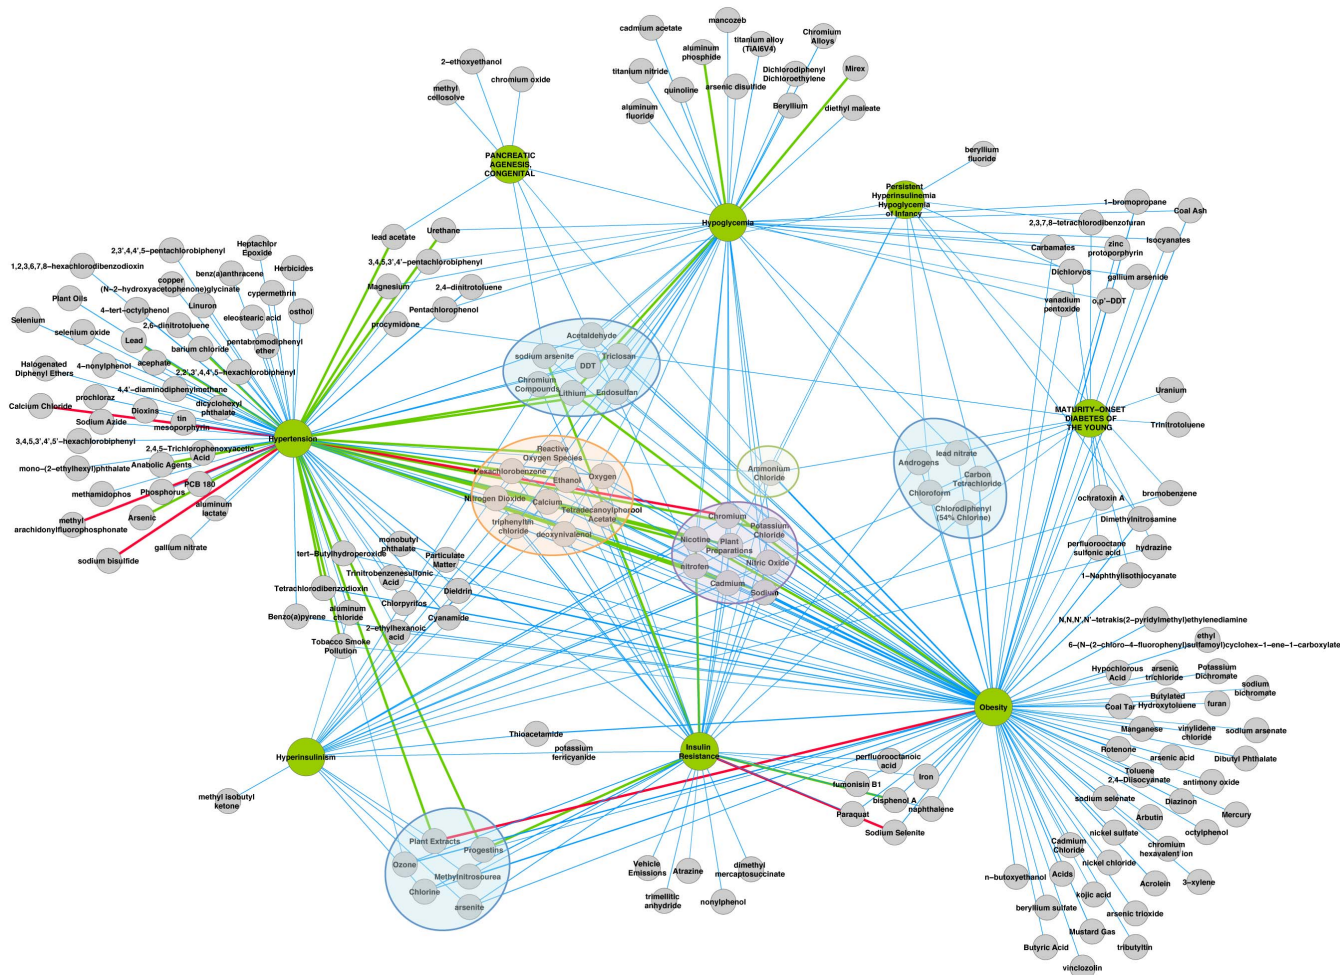 cadmium acetate
mancozeb
Chromium
Alloys
aluminum
phosphide
titanium alloy
(TiAl6V4)
2−ethoxyethanol
chromium oxide
titanium nitride
quinoline
arsenic disulfide
Dichlorodiphenyl
Dichloroethylene
Mirex
methyl
cellosolve
aluminum
fluoride
Beryllium
diethyl maleate
PANCREATIC
AGENESIS,
CONGENITAL
beryllium
fluoride
Persistent
Hyperinsulinemia
Hypoglycemia
of Infancy
Hypoglycemia
1−bromopropane
Coal Ash
2,3,7,8−tetrachlorodibenzofuran
Carbamates
zinc
protoporphyrin
Isocyanates
Dichlorvos
gallium arsenide
vanadium
pentoxide
o,p'−DDT
lead acetate
Urethane
3,4,5,3',4'−pentachlorobiphenyl
Magnesium
2,4−dinitrotoluene
Pentachlorophenol
procymidone
2,3',4,4',5−pentachlorobiphenyl
Heptachlor
Epoxide
1,2,3,6,7,8−hexachlorodibenzodioxin
benz(a)anthracene
Herbicides
copper
(N−2−hydroxyacetophenone)glycinate
cypermethrin
Plant Oils
4−tert−octylphenol
Linuron
eleostearic acid
osthol
Selenium
selenium oxide
2,6−dinitrotoluene
Lead
barium chloride
pentabromodiphenyl
ether
Halogenated
Diphenyl Ethers
4−nonylphenol
acephate
2,2',3',4,4',5−hexachlorobiphenyl
4,4'−diaminodiphenylmethane
prochloraz
dicyclohexyl
phthalate
Calcium Chloride
Sodium Azide
Dioxins
tin
mesoporphyrin
Hypertension
3,4,5,3',4',5'−hexachlorobiphenyl
2,4,5−Trichlorophenoxyacetic
Acid
mono−(2−ethylhexyl)phthalate
Anabolic Agents
methamidophos
Phosphorus
PCB 180
aluminum
lactate
methyl
arachidonylfluorophosphonate
Arsenic
gallium nitrate
sodium bisulfide
Acetaldehyde
sodium arsenite
Triclosan
DDT
Chromium
Compounds
Lithium
Endosulfan
Reactive
Oxygen Species
Hexachlorobenzene
Ethanol
Oxygen
Nitrogen Dioxide
Calcium
Tetradecanoylphorbol
Acetate
triphenyltin
chloride
deoxynivalenol
Ammonium
Chloride
Chromium
Potassium
Chloride
Nicotine
Plant
Preparations
nitrofen
Nitric Oxide
Cadmium
Sodium
Androgens
lead nitrate
Carbon
Tetrachloride
Chloroform
Chlorodiphenyl
(54% Chlorine)
Uranium
MATURITY−ONSET
DIABETES OF
THE YOUNG
Trinitrotoluene
ochratoxin A
bromobenzene
Dimethylnitrosamine
perfluorooctane
sulfonic acid
hydrazine
1−Naphthylisothiocyanate
monobutyl
phthalate
tert−Butylhydroperoxide
Particulate
Matter
Trinitrobenzenesulfonic
Acid
Tetrachlorodibenzodioxin
Dieldrin
Chlorpyrifos
Benzo(a)pyrene
aluminum
chloride
Cyanamide
2−ethylhexanoic
acid
Tobacco Smoke
Pollution
N,N,N',N'−tetrakis(2−pyridylmethyl)ethylenediamine
ethyl
6−(N−(2−chloro−4−fluorophenyl)sulfamoyl)cyclohex−1−ene−1−carboxylate
Hypochlorous
Acid
arsenic
trichloride
Potassium
Dichromate
sodium
bichromate
Obesity
Coal Tar
Butylated
Hydroxytoluene
furan
Manganese
vinylidene
chloride
sodium arsenate
Rotenone
arsenic acid
Dibutyl Phthalate
Toluene
2,4−Diisocyanate
antimony oxide
sodium selenate
Diazinon
Arbutin
Mercury
octylphenol
nickel sulfate
Cadmium
Chloride
chromium
hexavalent ion
nickel chloride
n−butoxyethanol
Acids
Acrolein
3−xylene
kojic acid
beryllium sulfate
arsenic trioxide
Mustard Gas
Butyric Acid
tributyltin
vinclozolin
Hyperinsulinism
Thioacetamide
potassium
ferricyanide
Insulin
Resistance
methyl isobutyl
ketone
perfluorooctanoic
acid
fumonisin B1
Iron
bisphenol A
naphthalene
Paraquat
Sodium Selenite
Plant Extracts
Progestins
Ozone
Methylnitrosourea
Chlorine
arsenite
Vehicle
Emissions
Atrazine
dimethyl
mercaptosuccinate
trimellitic
anhydride
nonylphenol